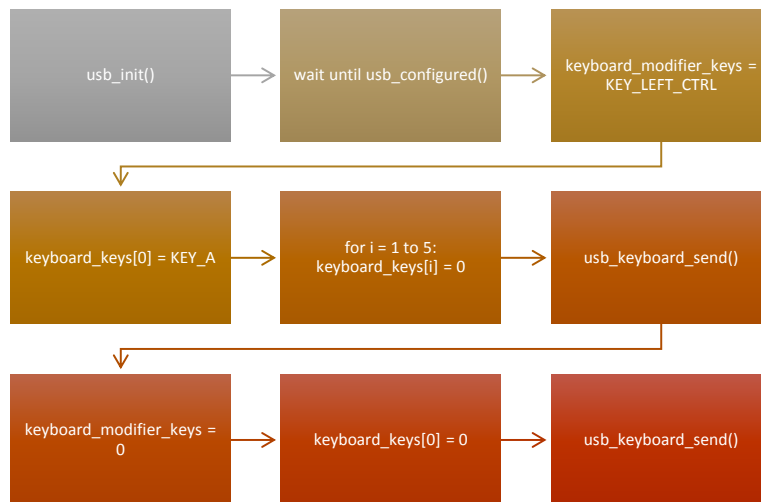 usb_init()
wait until usb_configured()
keyboard_modifier_keys =
KEY_LEFT_CTRL
keyboard_keys[0] = KEY_A
for i = 1 to 5:
keyboard_keys[i] = 0
usb_keyboard_send()
keyboard_modifier_keys =
0
keyboard_keys[0] = 0
usb_keyboard_send()